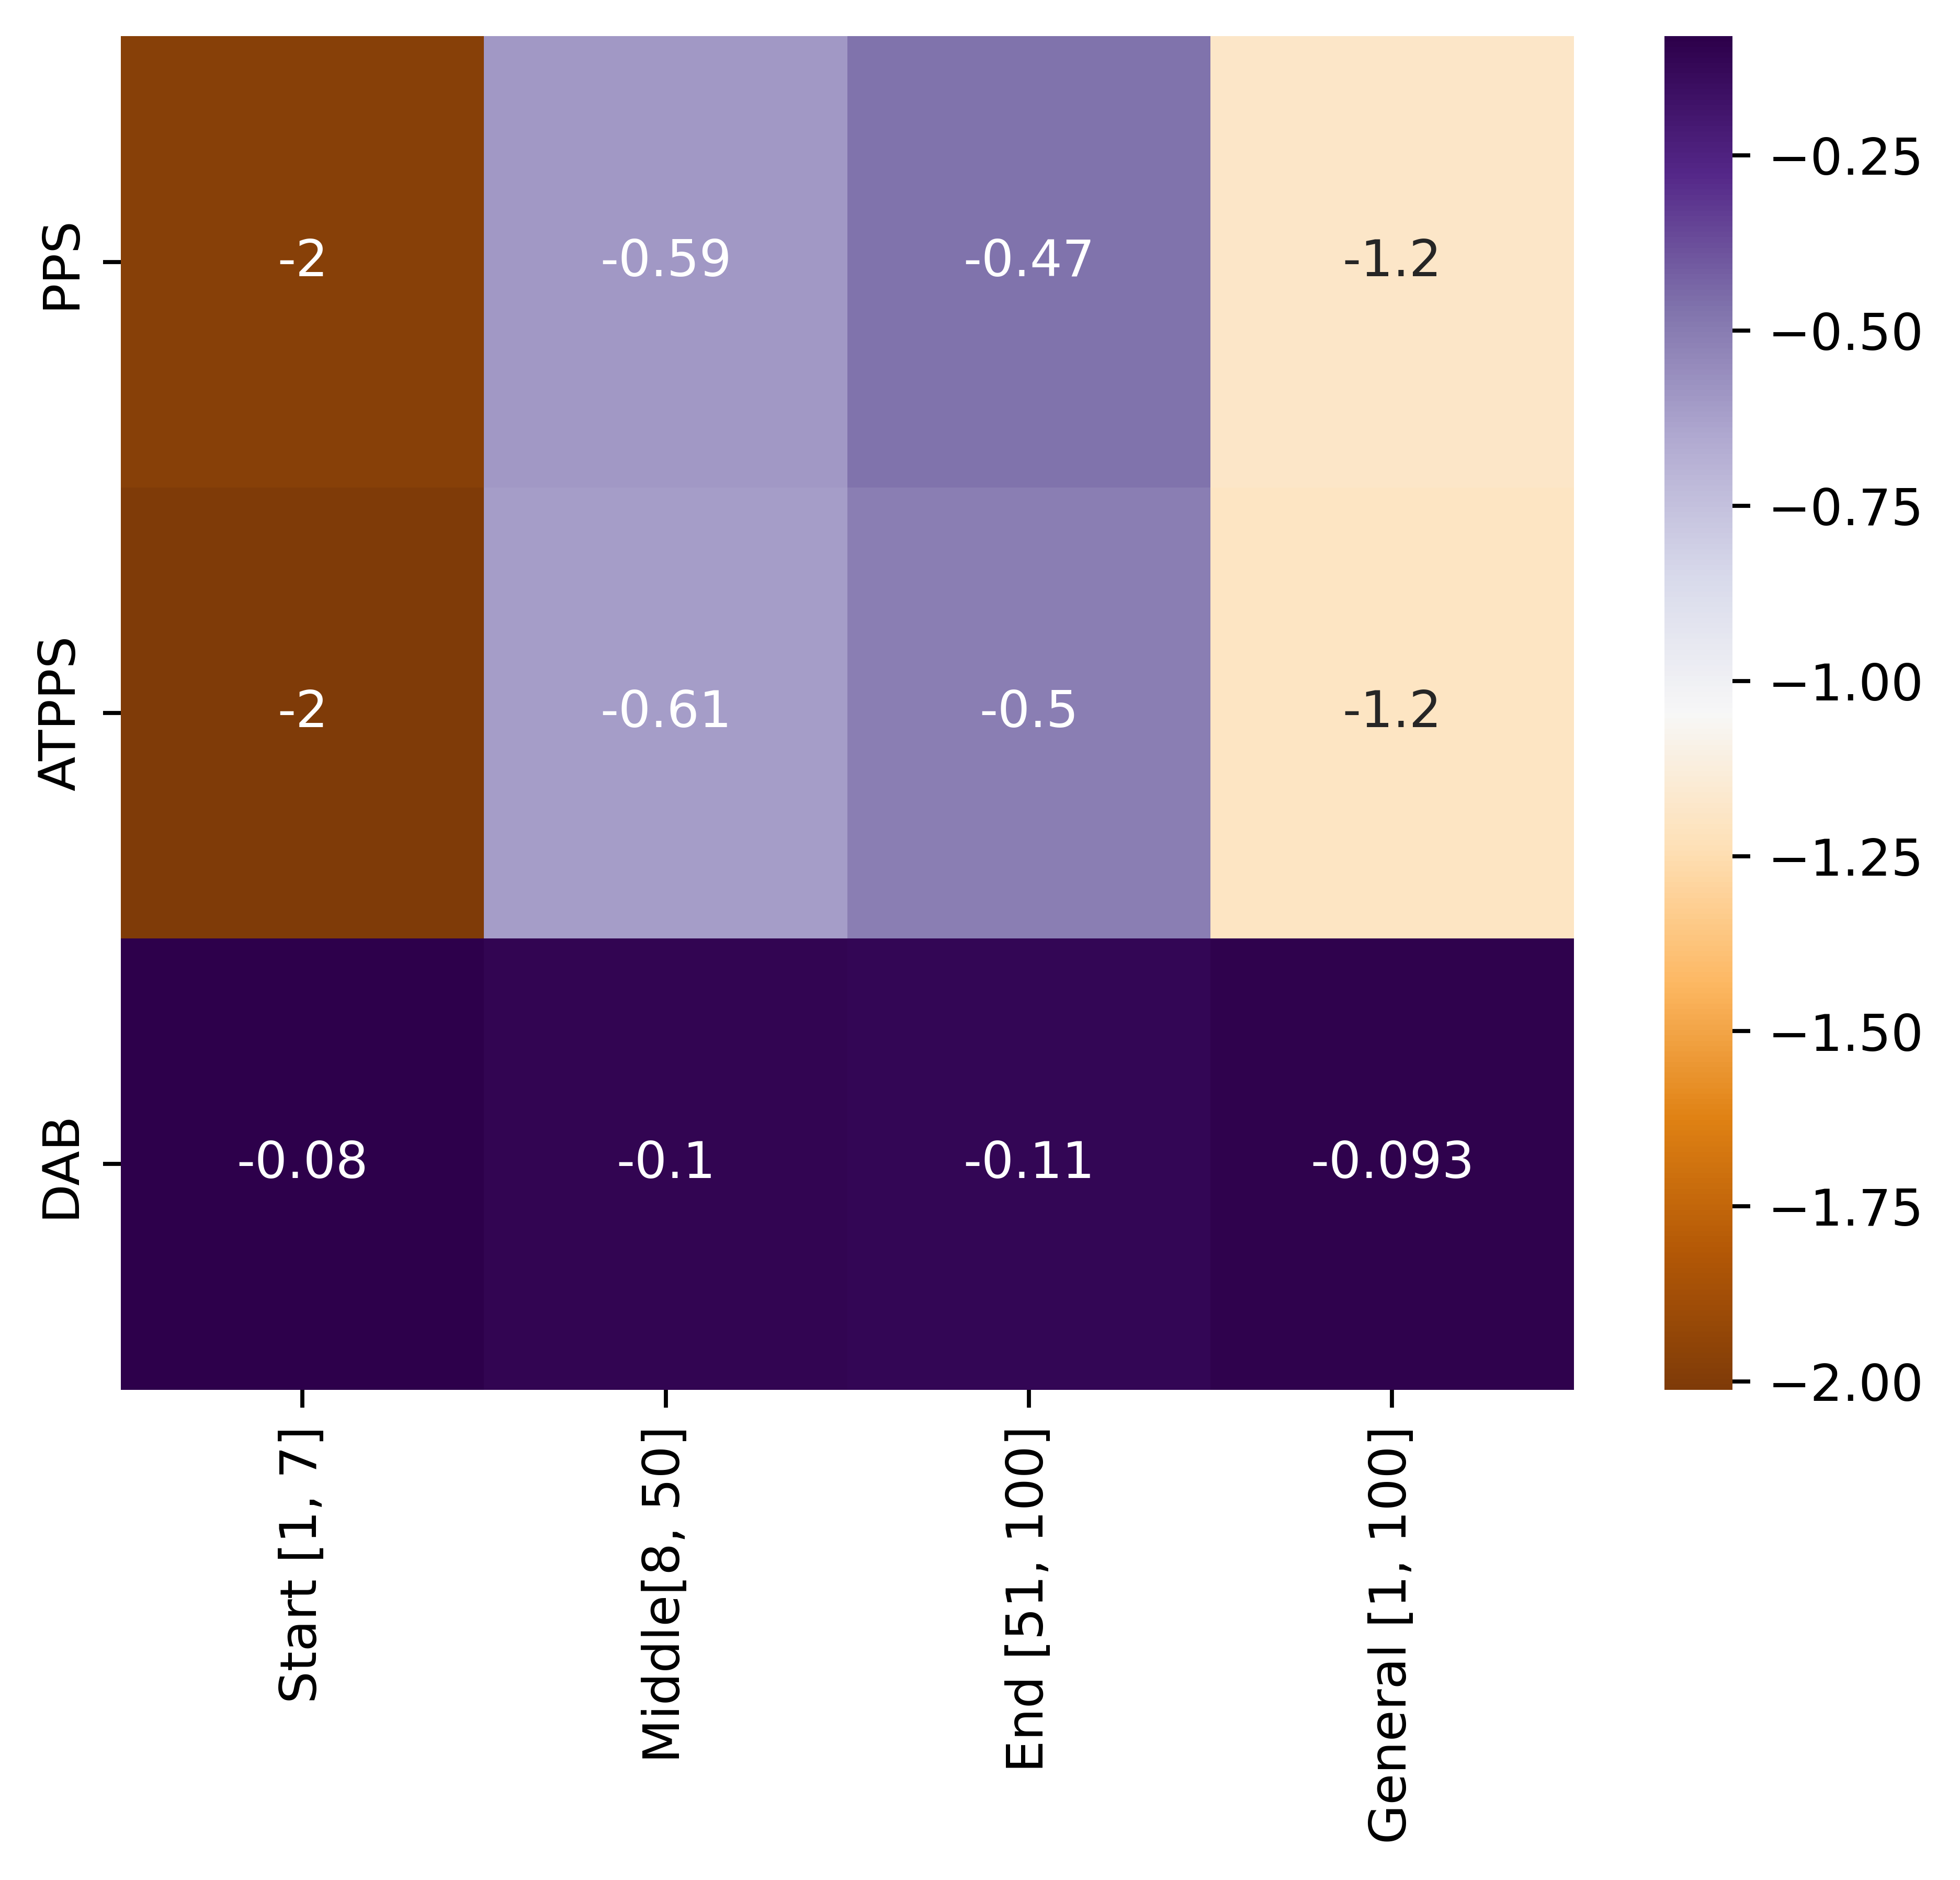 PPS
-2
-0.59
-0.47
-1.2
ATPPS
-2
-0.61
-0.5
-1.2
DAB
-0.08
-0.1
-0.11
-0.093
Start [1, 7]
Middle[8, 50]
End [51, 100]
General [1, 100]
−0.25
−0.50
−0.75
−1.00
−1.25
−1.50
−1.75
−2.00